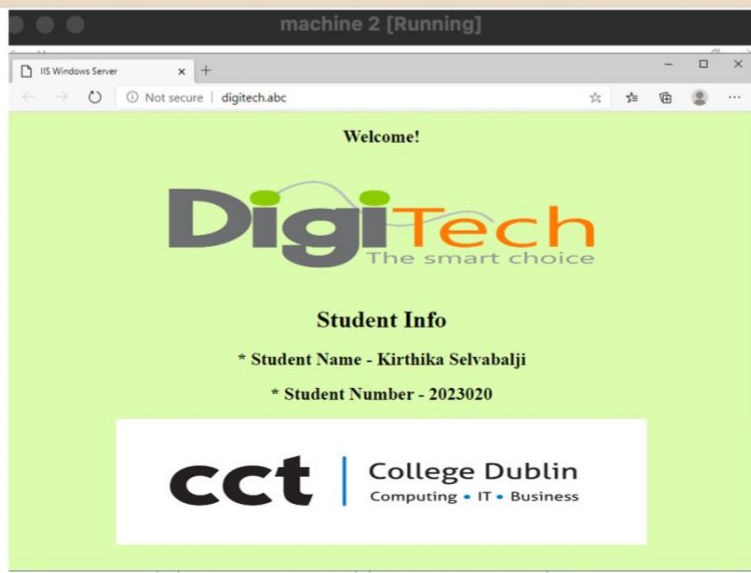 machine 2 [Running]
IIS Windows Server
Not secure | digitech.abc
Welcome!
DigiTech
The smart choice
Student Info
* Student Name - Kirthika Selvabalji
* Student Number - 2023020
cct | College Dublin
Computing • IT • Business